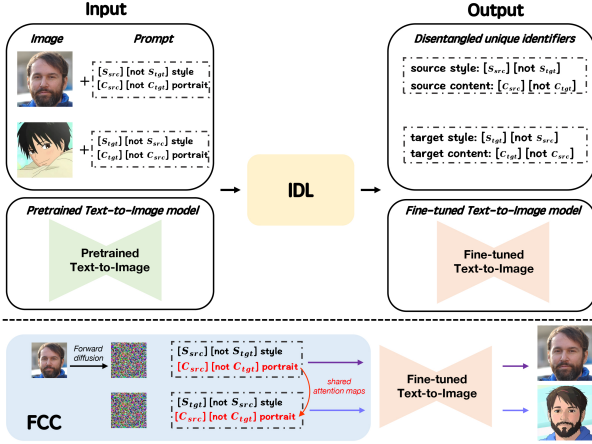 Input
Image
Prompt
+
[S_src] [not S_tgt] style
[C_src] [not C_tgt] portrait
+
[S_tgt] [not S_src] style
[C_tgt] [not C_src] portrait
Pretrained Text-to-Image model
Pretrained
Text-to-Image
IDL
Output
Disentangled unique identifiers
source style: [S_src] [not S_tgt]
source content: [C_src] [not C_tgt]
target style: [S_tgt] [not S_src]
target content: [C_tgt] [not C_src]
Fine-tuned Text-to-Image model
Fine-tuned
Text-to-Image
Forward
diffusion
[S_src] [not S_tgt] style
[C_src] [not C_tgt] portrait
[S_tgt] [not S_src] style
[C_src] [not C_tgt] portrait
FCC
shared
attention maps
Fine-tuned
Text-to-Image